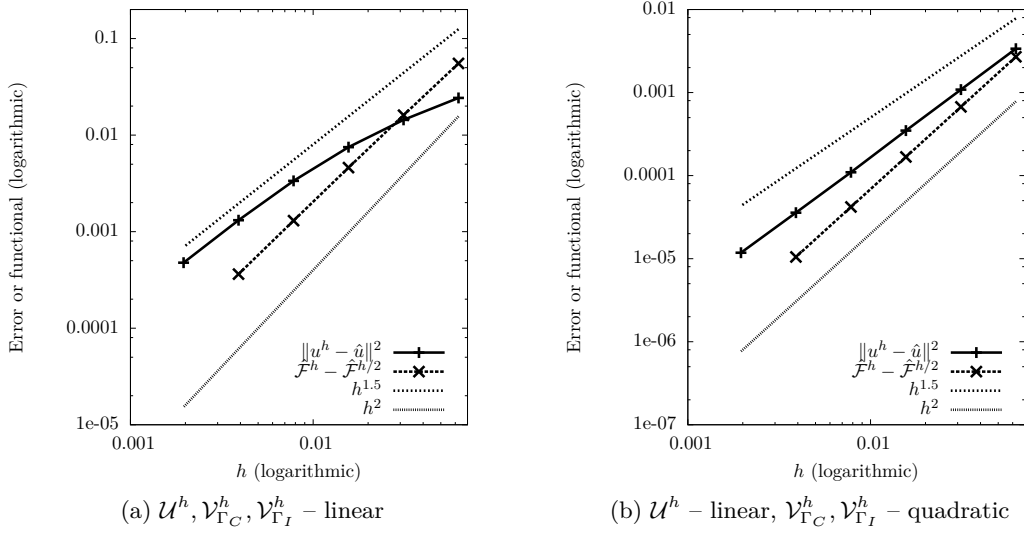 Error or functional (logarithmic)
0.1
0.01
0.001
0.0001
1e-05
0.001
0.01
h (logarithmic)
‖u^h − û‖^2
𝓕̂^h − 𝓕̂^{h/2}
h^{1.5}
h^2
(a) 𝒰^h, 𝒱^h_{Γ_C}, 𝒱^h_{Γ_I} – linear
Error or functional (logarithmic)
0.01
0.001
0.0001
1e-05
1e-06
1e-07
0.001
0.01
h (logarithmic)
‖u^h − û‖^2
𝓕̂^h − 𝓕̂^{h/2}
h^{1.5}
h^2
(b) 𝒰^h – linear, 𝒱^h_{Γ_C}, 𝒱^h_{Γ_I} – quadratic